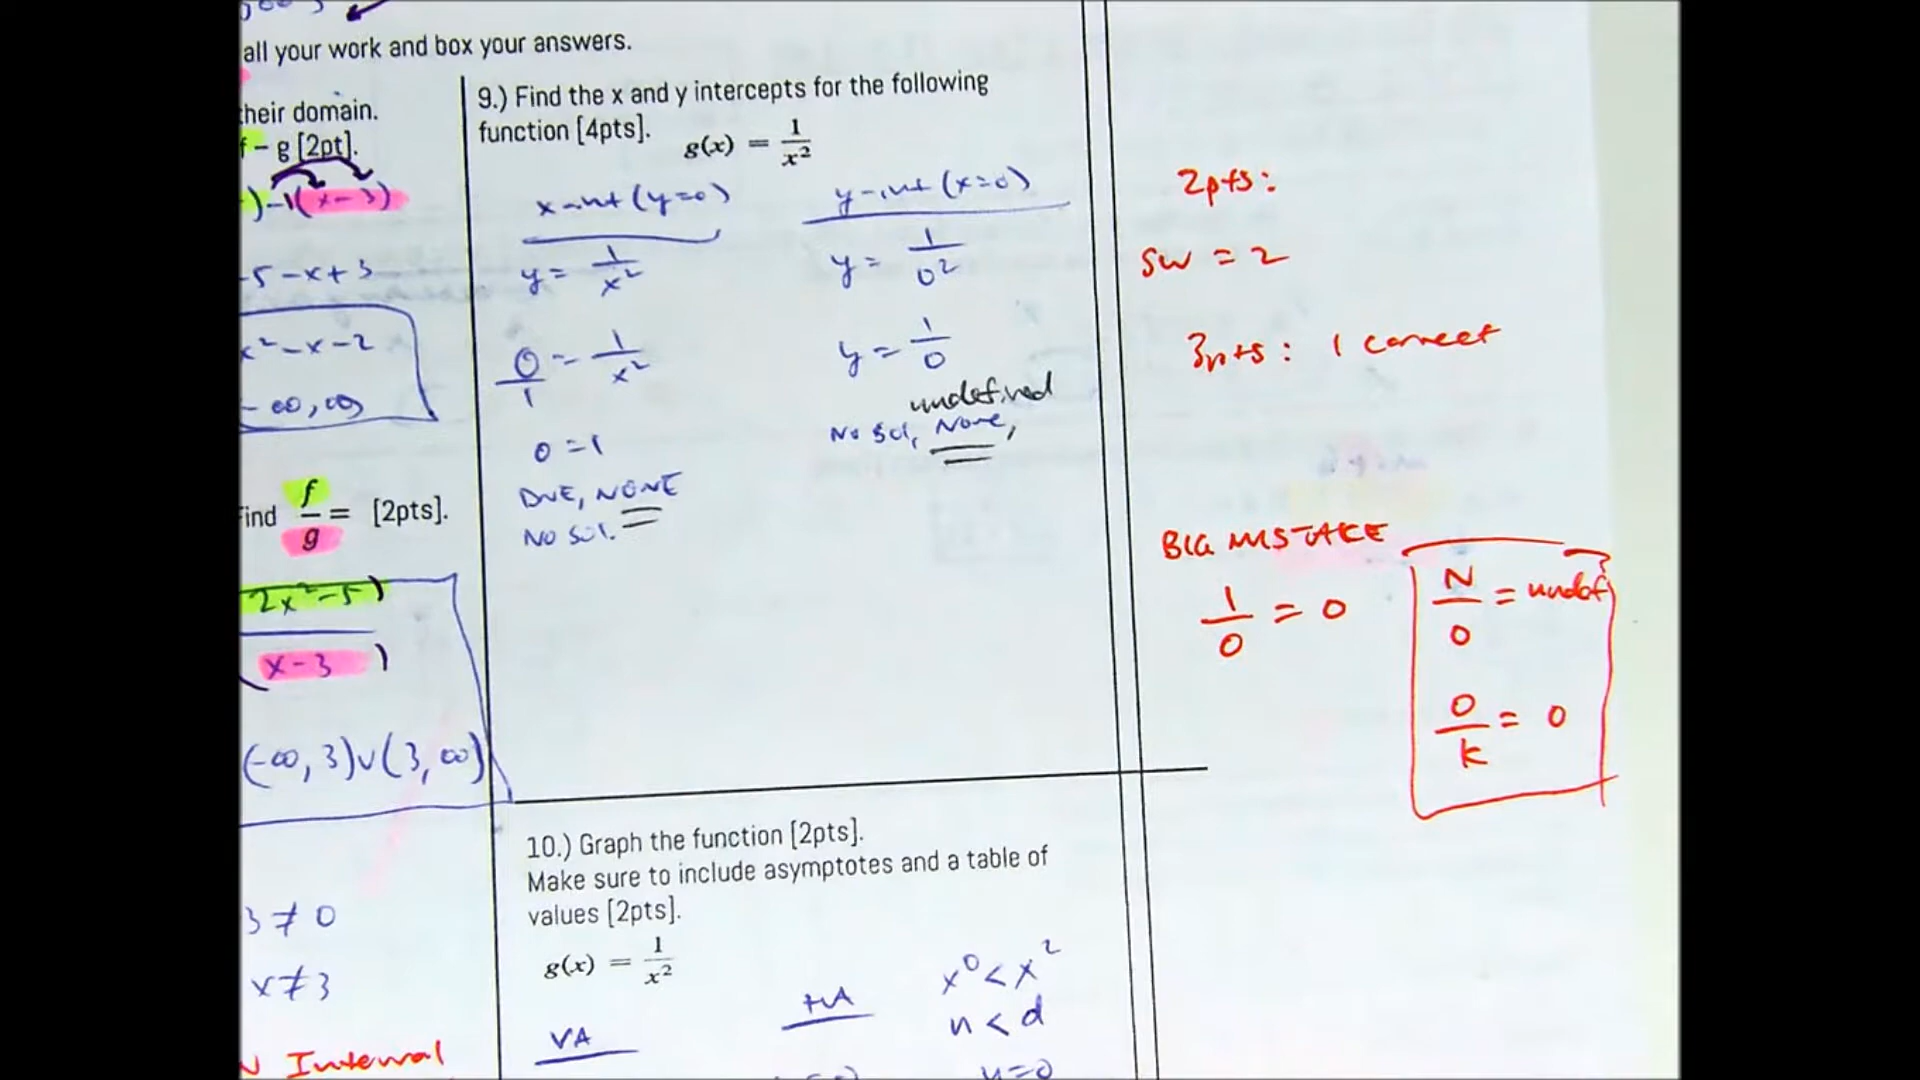 all your work and box your answers.
their domain.
f - g [2pt].
)-1(x-3)
-5-x+3
x²-x-2
-∞,∞)
Find f/g = [2pts].
2x²-5)
(x-3)
(-∞,3)∪(3,∞)
3≠0
x≠3
Interval
9.) Find the x and y intercepts for the following
function [4pts]. g(x) = 1/x²
x-int (y=0)
y = 1/x²
0/1 = 1/x²
0=1
DNE, NONE
No Sol.
y-int (x=0)
y = 1/0²
y = 1/0
undefined
No Sol, None,
10.) Graph the function [2pts].
Make sure to include asymptotes and a table of
values [2pts].
g(x) = 1/x²
VA
HA
x⁰<x²
n<d
y=0
2pts:
SW = 2
3pts: 1 correct
BIG MISTAKE
1/0 = 0
N/0 = undef
0/K = 0